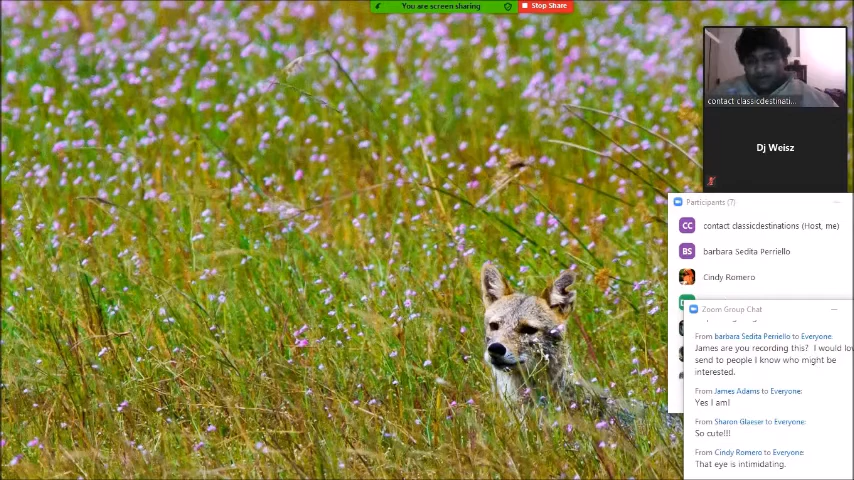 You are screen sharing
Stop Share
contact classicdestinati...
Dj Weisz
Participants (7)
CC contact classicdestinations (Host, me)
BS barbara Sedita Perriello
Cindy Romero
Zoom Group Chat
From barbara Sedita Perriello to Everyone:
James are you recording this? I would lov
send to people I know who might be
interested.
From James Adams to Everyone:
Yes I am!
From Sharon Glaeser to Everyone:
So cute!!!
From Cindy Romero to Everyone:
That eye is intimidating.